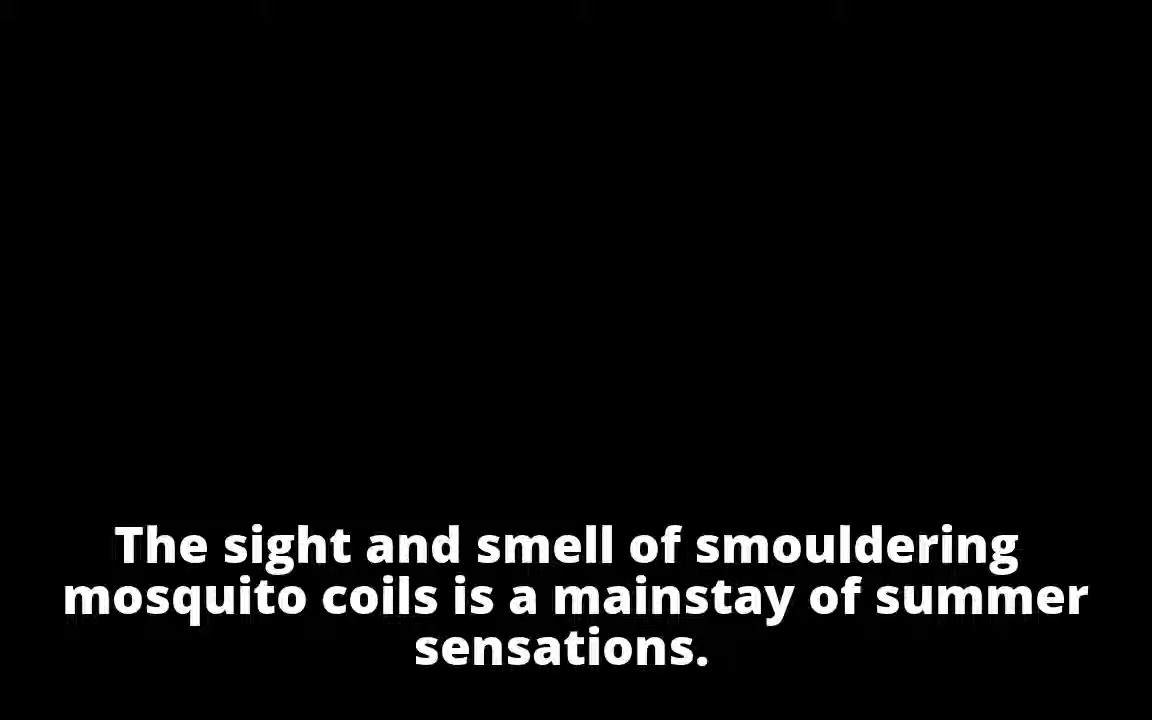 The sight and smell of smouldering
mosquito coils is a mainstay of summer
sensations.